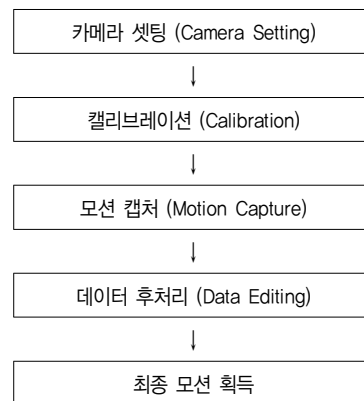 카메라 셋팅 (Camera Setting)
캘리브레이션 (Calibration)
모션 캡처 (Motion Capture)
데이터 후처리 (Data Editing)
최종 모션 획득